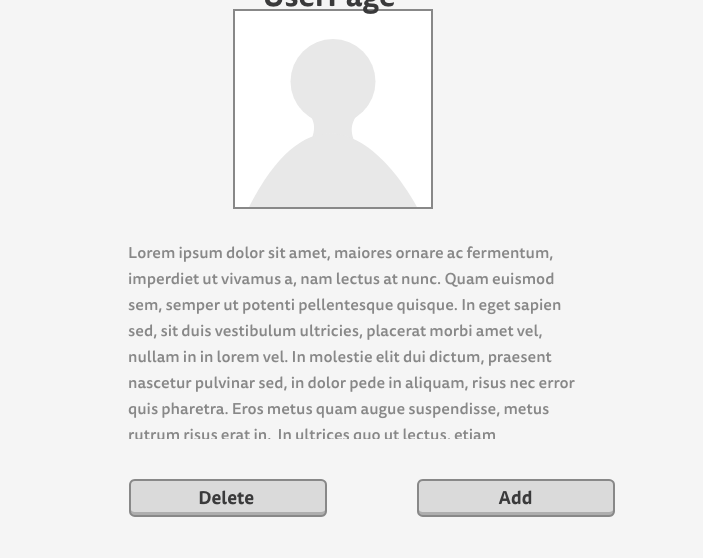 UserPage
Lorem ipsum dolor sit amet, maiores ornare ac fermentum,
imperdiet ut vivamus a, nam lectus at nunc. Quam euismod
sem, semper ut potenti pellentesque quisque. In eget sapien
sed, sit duis vestibulum ultricies, placerat morbi amet vel,
nullam in in lorem vel. In molestie elit dui dictum, praesent
nascetur pulvinar sed, in dolor pede in aliquam, risus nec error
quis pharetra. Eros metus quam augue suspendisse, metus
rutrum risus erat in.  In ultrices quo ut lectus, etiam
Delete Add